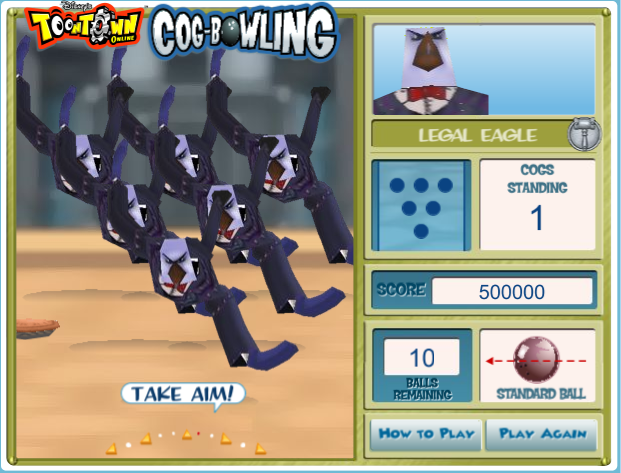 Disney's
TOONTOWN
ONLINE
COG-BOWLING
LEGAL EAGLE
COGS
STANDING
1
SCORE 500000
10
BALLS
REMAINING
STANDARD BALL
TAKE AIM!
HOW TO PLAY PLAY AGAIN